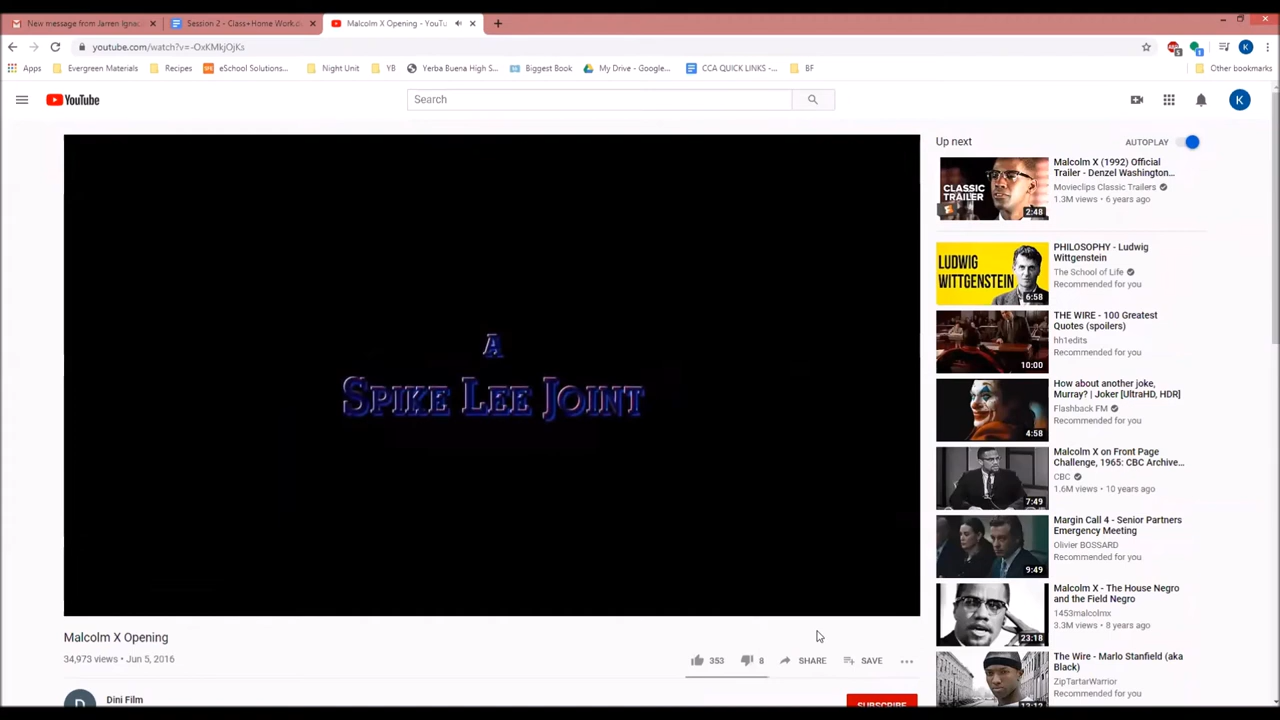 New message from Jarren Ignac
Session 2 - Class+Home Work.d
Malcolm X Opening - YouTu
youtube.com/watch?v=-OxKMkjOjKs
Apps
Evergreen Materials
Recipes
eSchool Solutions...
Night Unit
YB
Yerba Buena High S...
Biggest Book
My Drive - Google...
CCA QUICK LINKS -...
BF
Other bookmarks
YouTube
Search
K
A
SPIKE LEE JOINT
Malcolm X Opening
34,973 views • Jun 5, 2016
353
8
SHARE
SAVE
Dini Film
SUBSCRIBE
Up next
AUTOPLAY
CLASSIC
TRAILER
2:48
Malcolm X (1992) Official
Trailer - Denzel Washington...
Movieclips Classic Trailers
1.3M views • 6 years ago
LUDWIG
WITTGENSTEIN
6:58
PHILOSOPHY - Ludwig
Wittgenstein
The School of Life
Recommended for you
10:00
THE WIRE - 100 Greatest
Quotes (spoilers)
hh1edits
Recommended for you
4:58
How about another joke,
Murray? | Joker [UltraHD, HDR]
Flashback FM
Recommended for you
7:49
Malcolm X on Front Page
Challenge, 1965: CBC Archive...
CBC
1.6M views • 10 years ago
9:49
Margin Call 4 - Senior Partners
Emergency Meeting
Olivier BOSSARD
Recommended for you
23:18
Malcolm X - The House Negro
and the Field Negro
1453malcolmx
3.3M views • 8 years ago
The Wire - Marlo Stanfield (aka
Black)
ZipTartarWarrior
Recommended for you